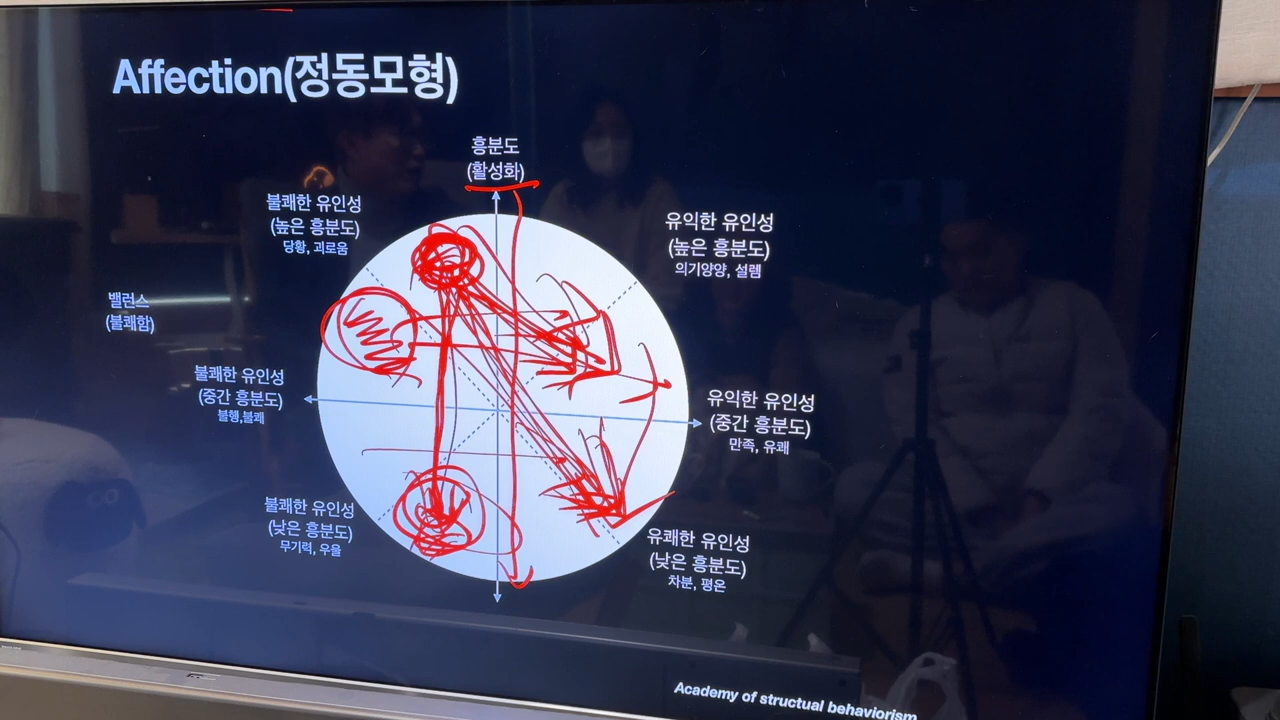 Affection(정동모형)
흥분도
(활성화)
불쾌한 유인성
(높은 흥분도)
당황, 괴로움
유익한 유인성
(높은 흥분도)
의기양양, 설렘
밸런스
(불쾌함)
불쾌한 유인성
(중간 흥분도)
불행,불쾌
유익한 유인성
(중간 흥분도)
만족, 유쾌
불쾌한 유인성
(낮은 흥분도)
무기력, 우울
유쾌한 유인성
(낮은 흥분도)
차분, 평온
Academy of structual behaviorism